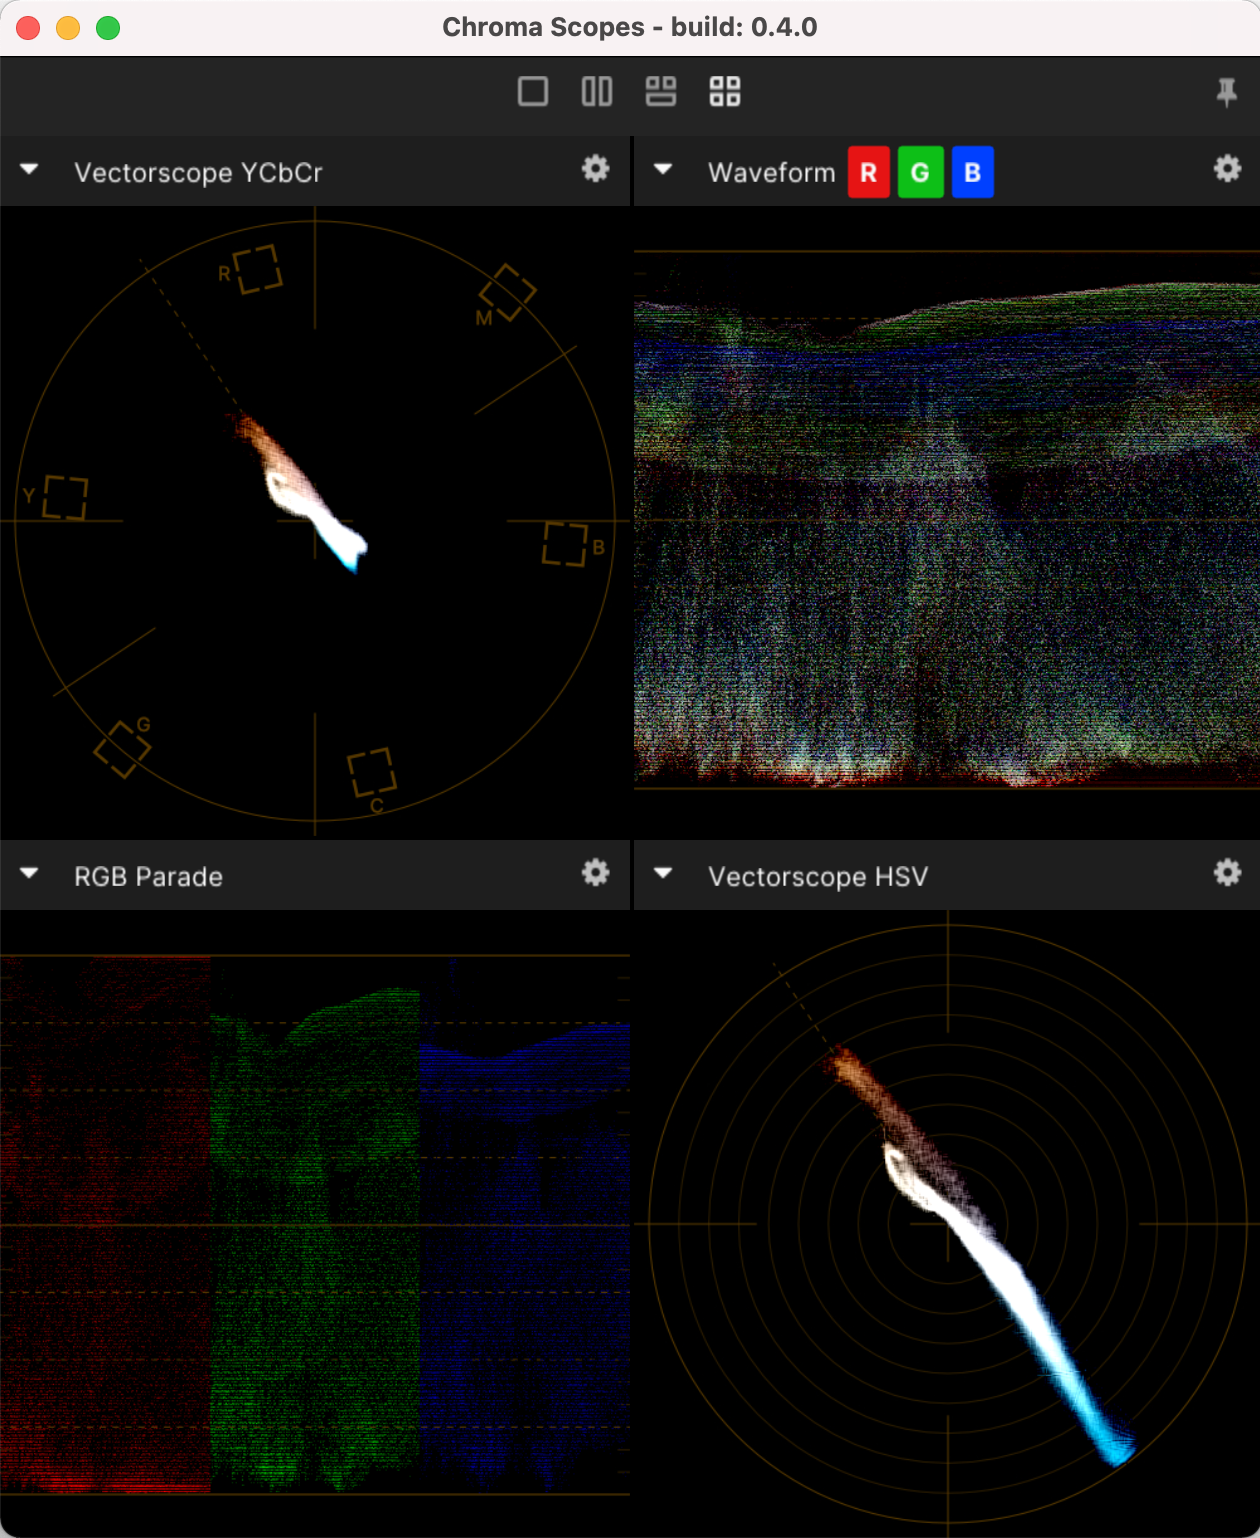 Chroma Scopes - build: 0.4.0
Vectorscope YCbCr
Waveform R G B
R
M
Y
B
G
C
RGB Parade
Vectorscope HSV